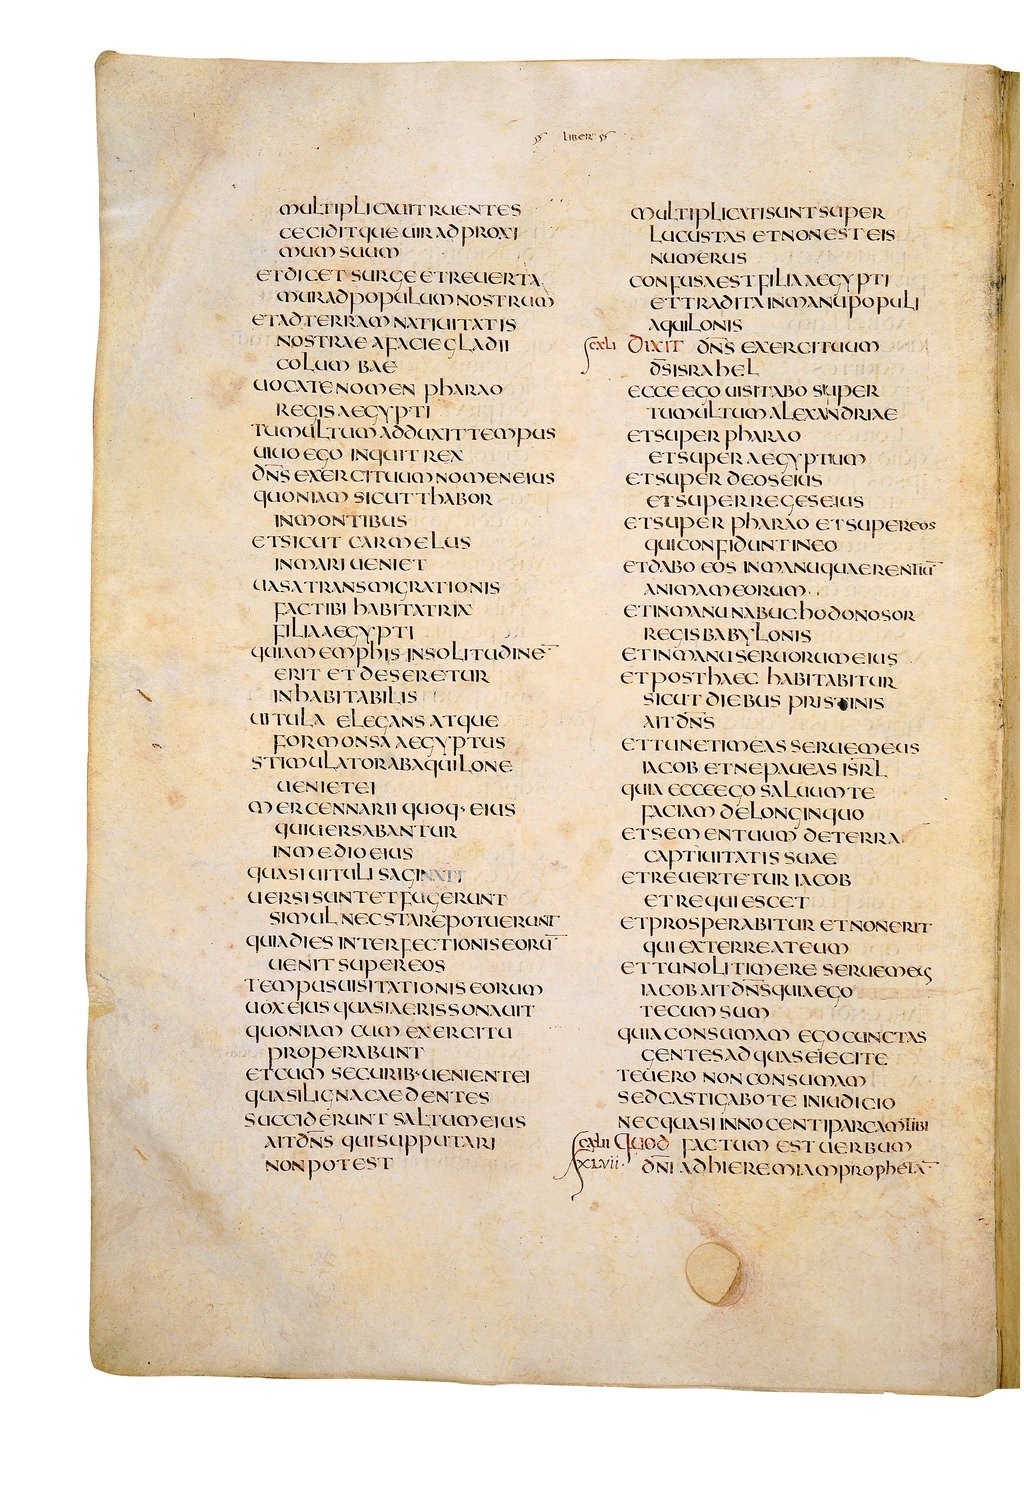 LIBER
MULTIPLICAUIT RUENTES
CECIDITQUE UIR AD PROXI
MUM SUUM
ET DICET SURGE ET REUERTA
MUR AD POPULUM NOSTRUM
ET AD TERRAM NATIUITATIS
NOSTRAE A FACIE GLADII
COLUMBAE
UOCATE NOMEN PHARAO
REGIS AEGYPTI
TUMULTUM ADDUXIT TEMPUS
UIUO EGO INQUIT REX
DN̄S EXERCITUUM NOMEN EIUS
QUONIAM SICUT THABOR
IN MONTIBUS
ET SICUT CARMELUS
IN MARI UENIET
UASA TRANSMIGRATIONIS
FAC TIBI HABITATRIX
FILIA AEGYPTI
QUIA MEMPHIS IN SOLITUDINE̅
ERIT ET DESERETUR
INHABITABILIS
UITULA ELEGANS ATQUE
FORMONSA AEGYPTUS
STIMULATOR AB AQUILONE
UENIET EI
MERCENNARII QUOQ· EIUS
QUI UERSABANTUR
IN MEDIO EIUS
QUASI UITULI SAGINATI
UERSI SUNT ET FUGERUNT
SIMUL NEC STARE POTUERUNT
QUIA DIES INTERFECTIONIS EORU̅
UENIT SUPER EOS
TEMPUS UISITATIONIS EORUM
UOX EIUS QUASI AERIS SONAUIT
QUONIAM CUM EXERCITU
PROPERABUNT
ET CUM SECURIB· UENIENT EI
QUASI LIGNA CAEDENTES
SUCCIDERUNT SALTUM EIUS
AIT DN̄S QUI SUPPUTARI
NON POTEST
MULTIPLICATI SUNT SUPER
LUCUSTAS ET NON EST EIS
NUMERUS
CONFUSA EST FILIA AEGYPTI
ET TRADITA IN MANU POPULI
AQUILONIS
CXLI DIXIT DN̄S EXERCITUUM
D̄S ISRAHEL
ECCE EGO UISITABO SUPER
TUMULTUM ALEXANDRIAE
ET SUPER PHARAO
ET SUPER AEGYPTIUM
ET SUPER DEOS EIUS
ET SUPER REGES EIUS
ET SUPER PHARAO ET SUPER EOS
QUI CONFIDUNT IN EO
ET DABO EOS IN MANU QUAERENTIU̅
ANIMAM EORUM
ET IN MANU NABUCHODONOSOR
REGIS BABYLONIS
ET IN MANU SERUORUM EIUS
ET POST HAEC HABITABITUR
SICUT DIEBUS PRISTINIS
AIT DN̄S
ET TU NE TIMEAS SERUE MEUS
IACOB ET NE PAUEAS ISR̄L
QUIA ECCE EGO SALUUM TE
FACIAM DE LONGINQUO
ET SEMEN TUUM DE TERRA
CAPTIUITATIS SUAE
ET REUERTETUR IACOB
ET REQUIESCET
ET PROSPERABITUR ET NON ERIT
QUI EXTERREAT EUM
ET TU NOLI TIMERE SERUE MEUS
IACOB AIT DN̄S QUIA EGO
TECUM SUM
QUIA CONSUMAM EGO CUNCTAS
GENTES AD QUAS EIECI TE
TE UERO NON CONSUMAM
SED CASTIGABO TE IN IUDICIO
NEC QUASI INNOCENTI PARCAM TIBI
CXLII QUOD FACTUM EST UERBUM
XLVII· DN̄I AD HIEREMIAM PROPHETA̅